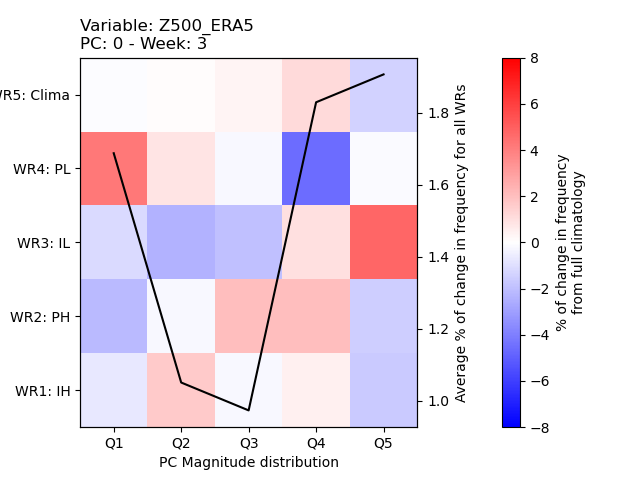 Variable: Z500_ERA5
PC: 0 - Week: 3
WR5: Clima
WR4: PL
WR3: IL
WR2: PH
WR1: IH
Q1 Q2 Q3 Q4 Q5
PC Magnitude distribution
1.8
1.6
1.4
1.2
1.0
Average % of change in frequency for all WRs
8
6
4
2
0
−2
−4
−6
−8
% of change in frequency
from full climatology